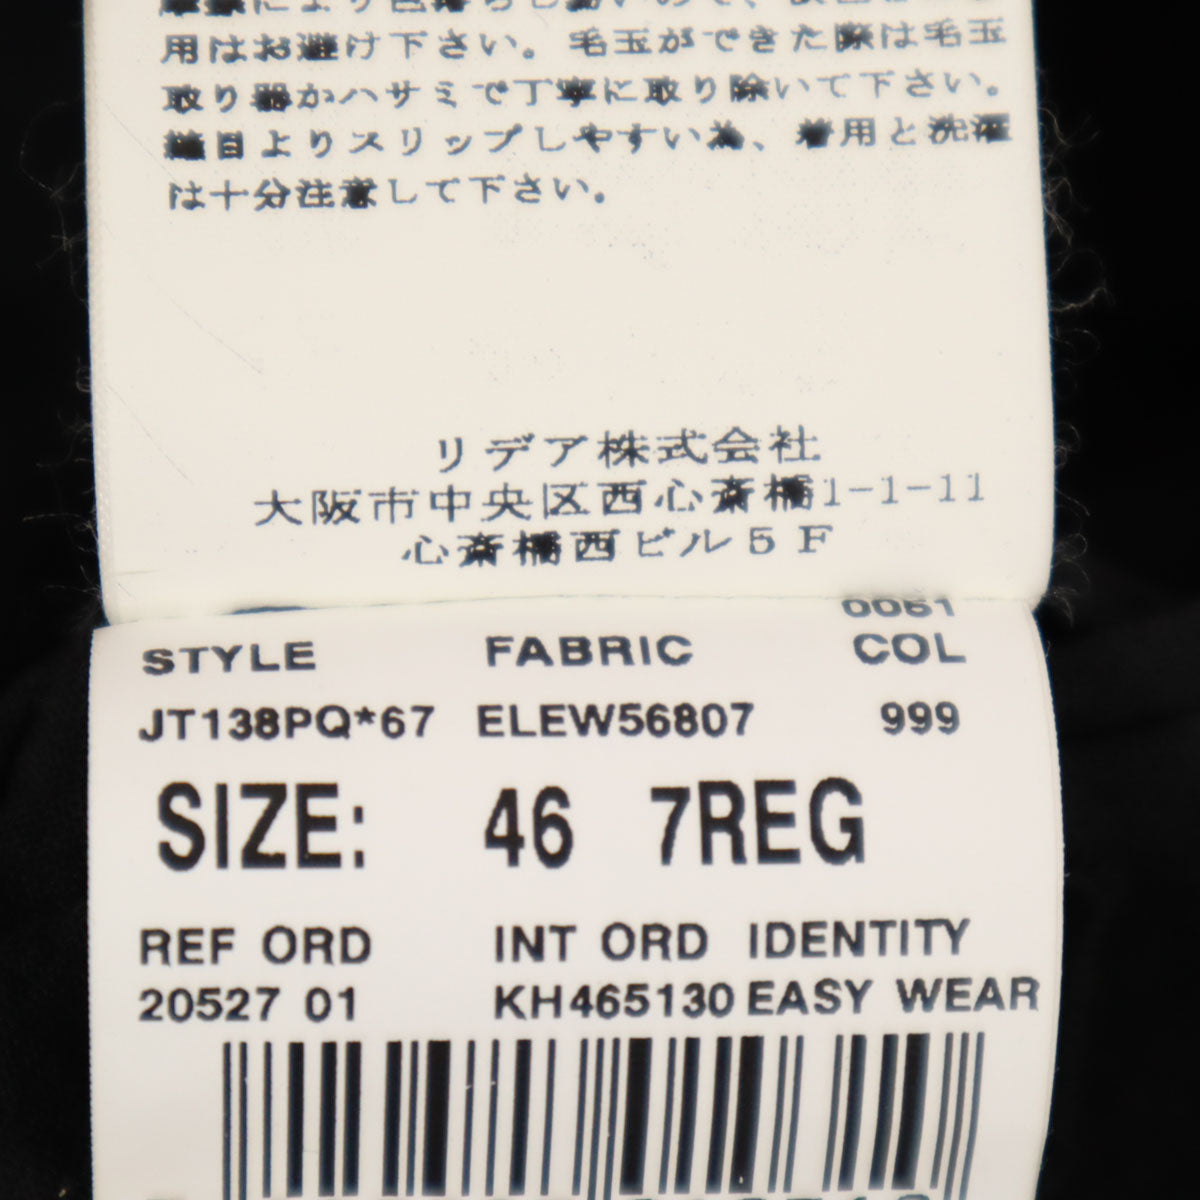 用はお避け下さい。毛玉ができた際は毛玉
取り器かハサミで丁寧に取り除いて下さい。
縫目よりスリップしやすい為、着用と洗濯
は十分注意して下さい。
リデア株式会社
大阪市中央区西心斎橋1-1-11
心斎橋西ビル5F
0061
STYLE FABRIC COL
JT138PQ*67 ELEW56807 999
SIZE: 46 7REG
REF ORD INT ORD IDENTITY
20527 01 KH465130 EASY WEAR